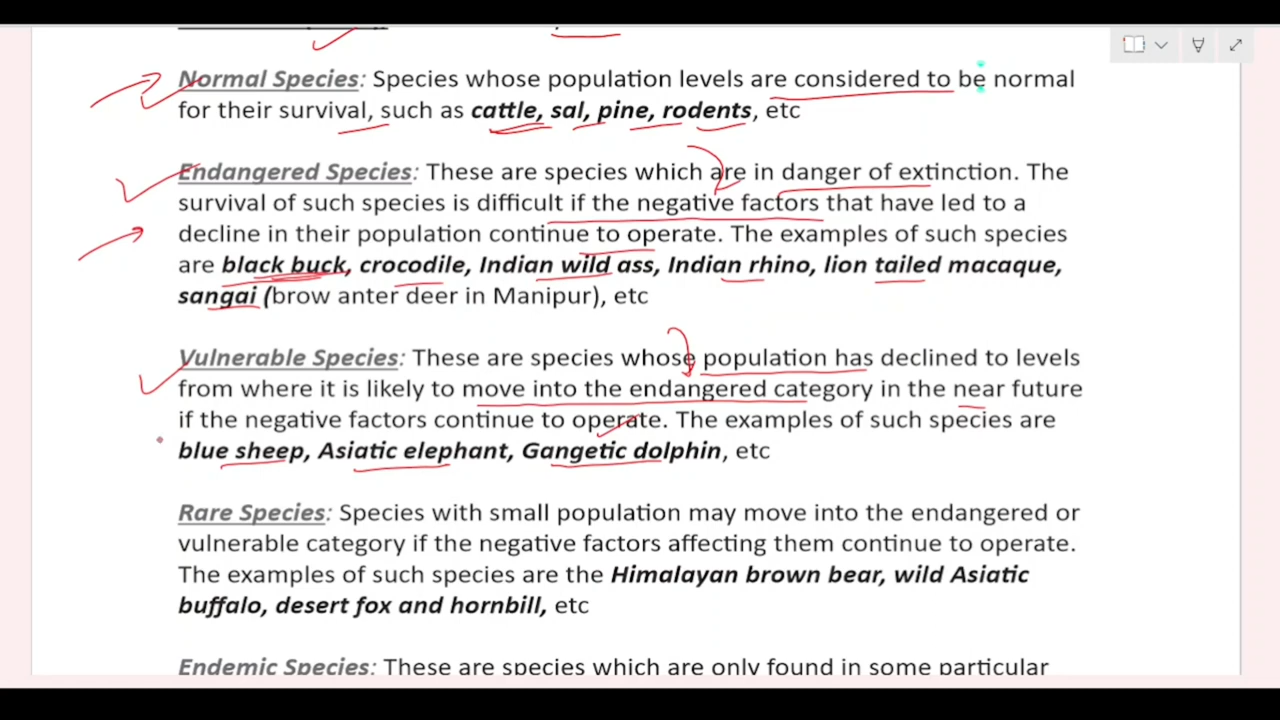 Normal Species: Species whose population levels are considered to be normal
for their survival, such as cattle, sal, pine, rodents, etc
Endangered Species: These are species which are in danger of extinction. The
survival of such species is difficult if the negative factors that have led to a
decline in their population continue to operate. The examples of such species
are black buck, crocodile, Indian wild ass, Indian rhino, lion tailed macaque,
sangai (brow anter deer in Manipur), etc
Vulnerable Species: These are species whose population has declined to levels
from where it is likely to move into the endangered category in the near future
if the negative factors continue to operate. The examples of such species are
blue sheep, Asiatic elephant, Gangetic dolphin, etc
Rare Species: Species with small population may move into the endangered or
vulnerable category if the negative factors affecting them continue to operate.
The examples of such species are the Himalayan brown bear, wild Asiatic
buffalo, desert fox and hornbill, etc
Endemic Species: These are species which are only found in some particular